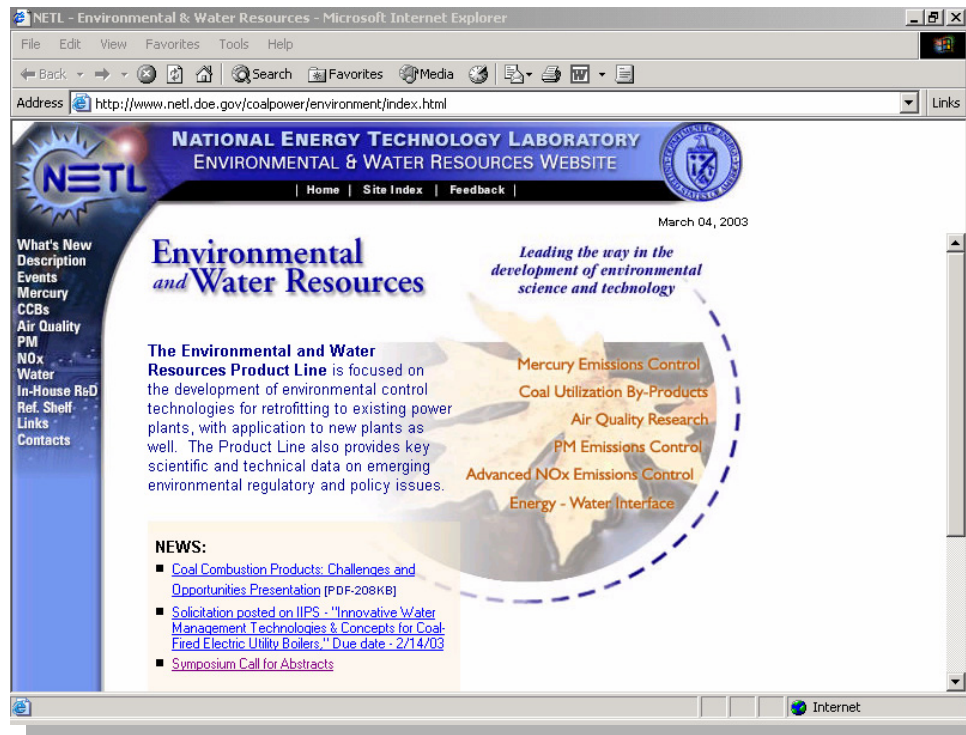 NETL - Environmental & Water Resources - Microsoft Internet Explorer
File Edit View Favorites Tools Help
Back Search Favorites Media
Address http://www.netl.doe.gov/coalpower/environment/index.html Links
NETL
NATIONAL ENERGY TECHNOLOGY LABORATORY
ENVIRONMENTAL & WATER RESOURCES WEBSITE
| Home | Site Index | Feedback |
March 04, 2003
What's New
Description
Events
Mercury
CCBs
Air Quality
PM
NOx
Water
In-House R&D
Ref. Shelf
Links
Contacts
Environmental
and Water Resources
Leading the way in the
development of environmental
science and technology
The Environmental and Water
Resources Product Line is focused on
the development of environmental control
technologies for retrofitting to existing power
plants, with application to new plants as
well. The Product Line also provides key
scientific and technical data on emerging
environmental regulatory and policy issues.
Mercury Emissions Control
Coal Utilization By-Products
Air Quality Research
PM Emissions Control
Advanced NOx Emissions Control
Energy - Water Interface
NEWS:
Coal Combustion Products: Challenges and
Opportunities Presentation [PDF-208KB]
Solicitation posted on IIPS - "Innovative Water
Management Technologies & Concepts for Coal-
Fired Electric Utility Boilers," Due date - 2/14/03
Symposium Call for Abstracts
Internet